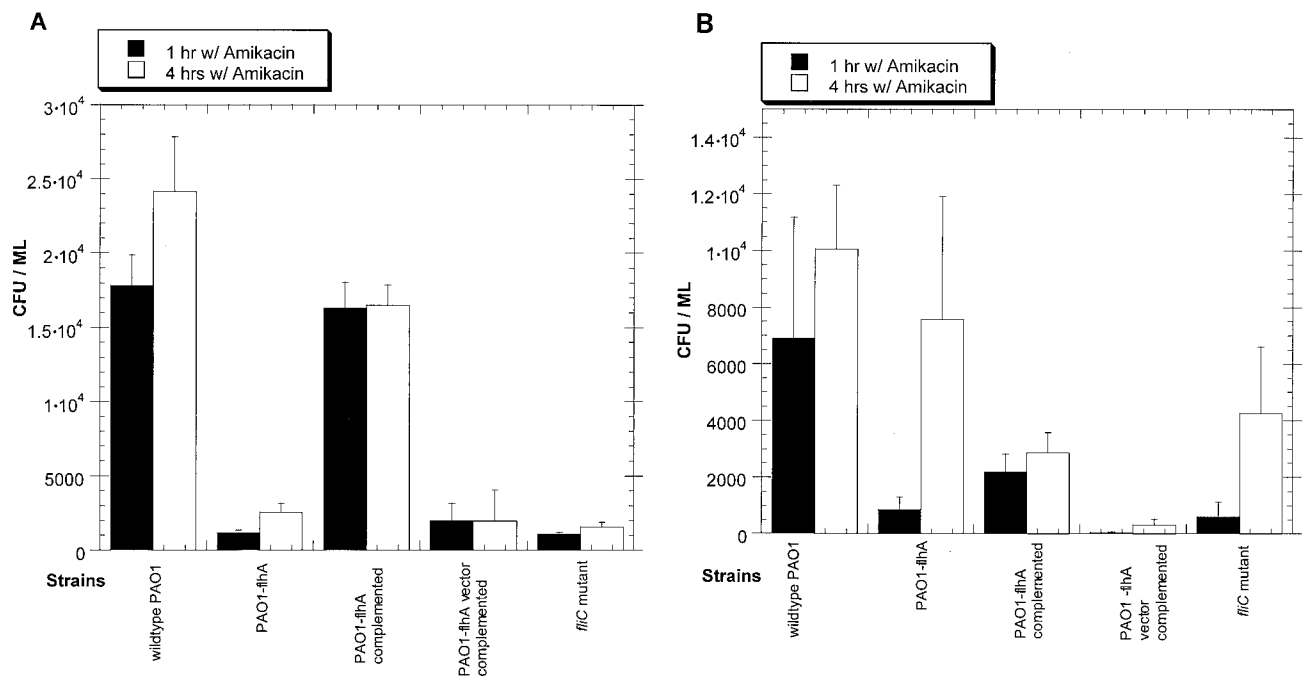 A
1 hr w/ Amikacin
4 hrs w/ Amikacin
3•10⁴
2.5•10⁴
2•10⁴
1.5•10⁴
1•10⁴
5000
0
CFU / ML
Strains
wildtype PAO1
PAO1-flhA
PAO1-flhA
complemented
PAO1-flhA vector
complemented
fliC mutant
B
1 hr w/ Amikacin
4 hrs w/ Amikacin
1.4•10⁴
1.2•10⁴
1•10⁴
8000
6000
4000
2000
0
CFU / ML
Strains
wildtype PAO1
PAO1-flhA
PAO1-flhA
complemented
PAO1 -flhA
vector
complemented
fliC mutant